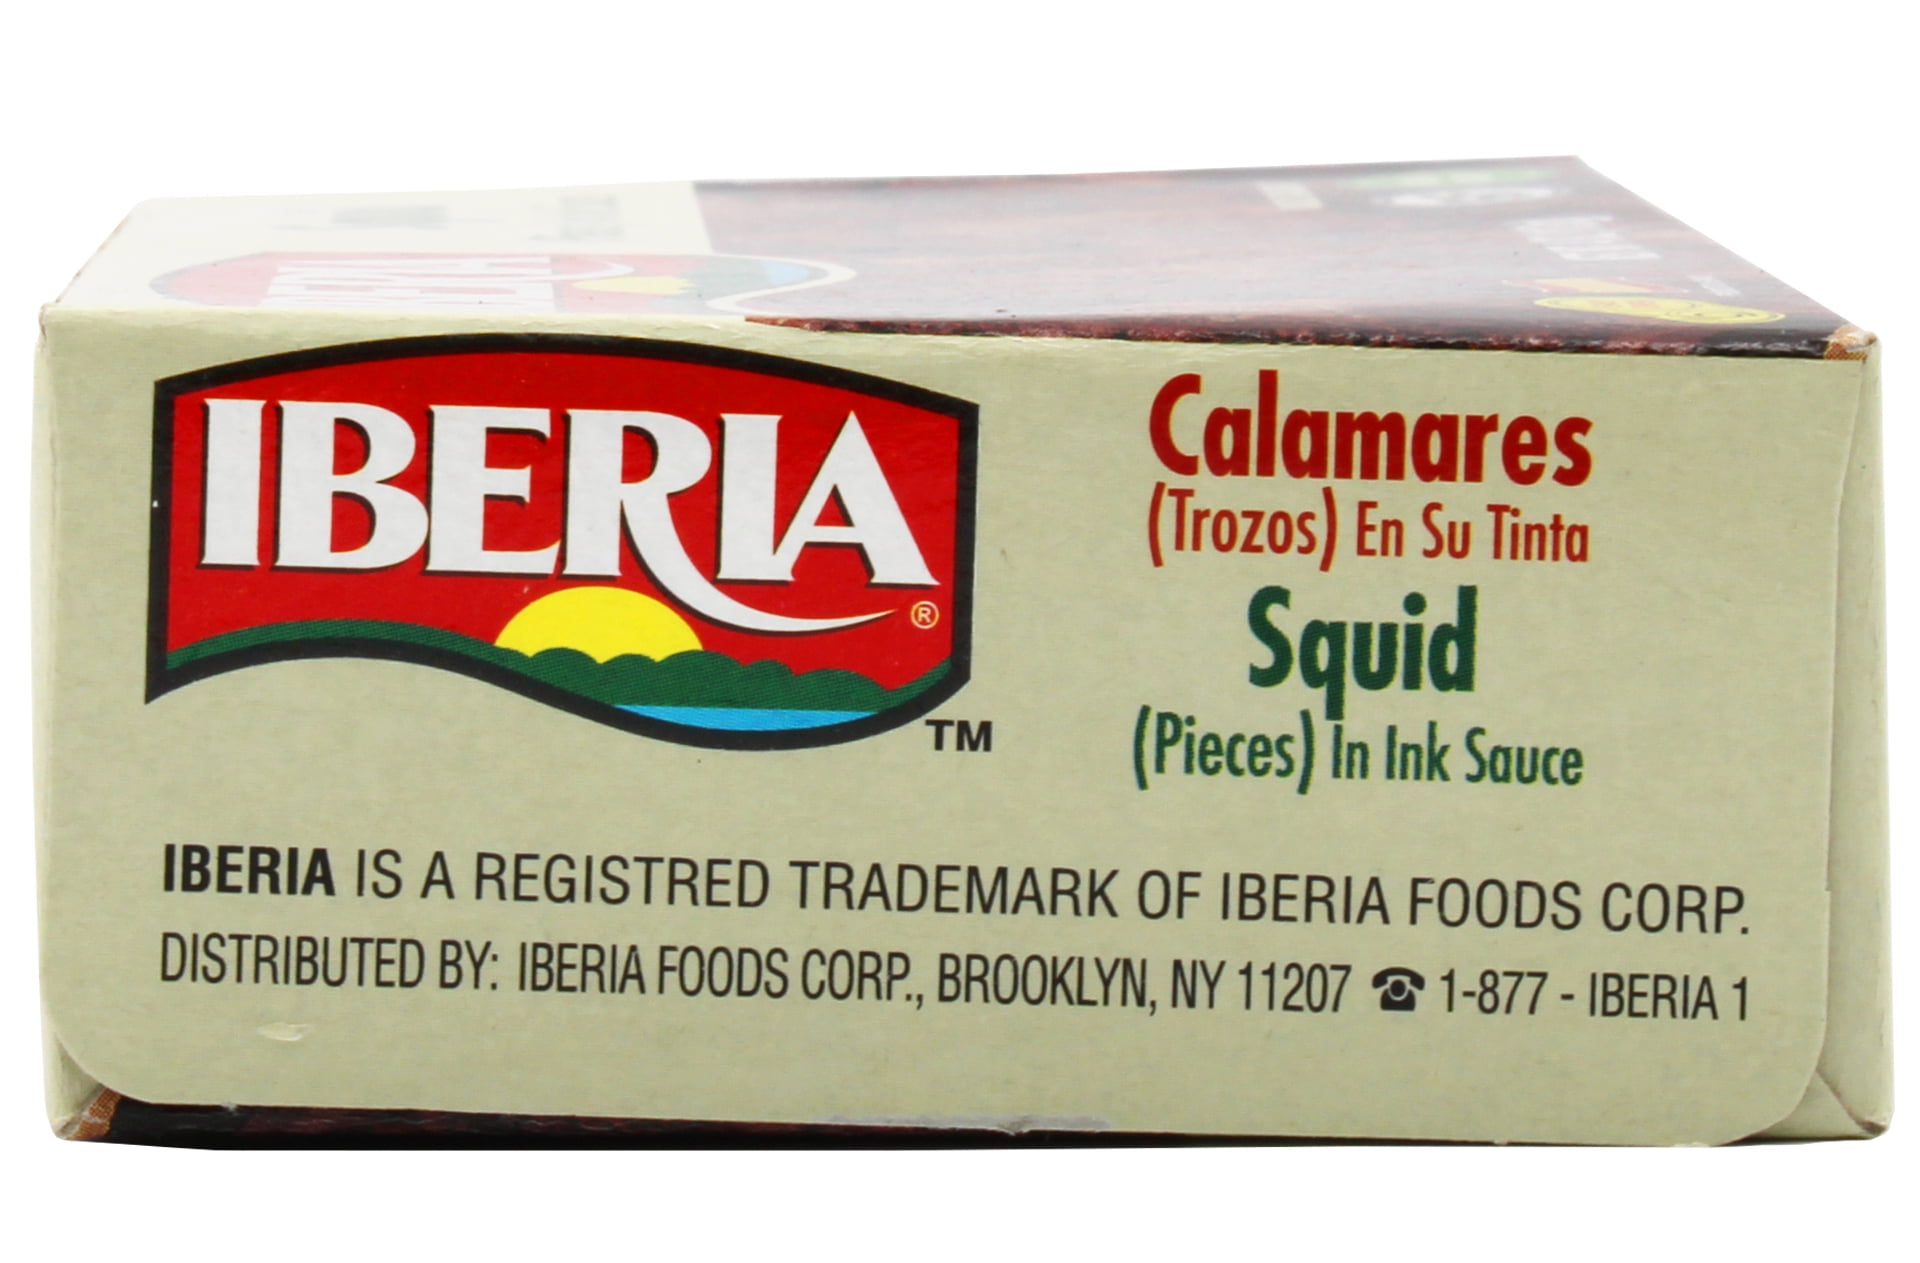 IBERIA
IBERIA
®
TM
Calamares
(Trozos) En Su Tinta
Squid
(Pieces) In Ink Sauce
IBERIA IS A REGISTRED TRADEMARK OF IBERIA FOODS CORP.
DISTRIBUTED BY: IBERIA FOODS CORP., BROOKLYN, NY 11207 ☎ 1-877 - IBERIA 1